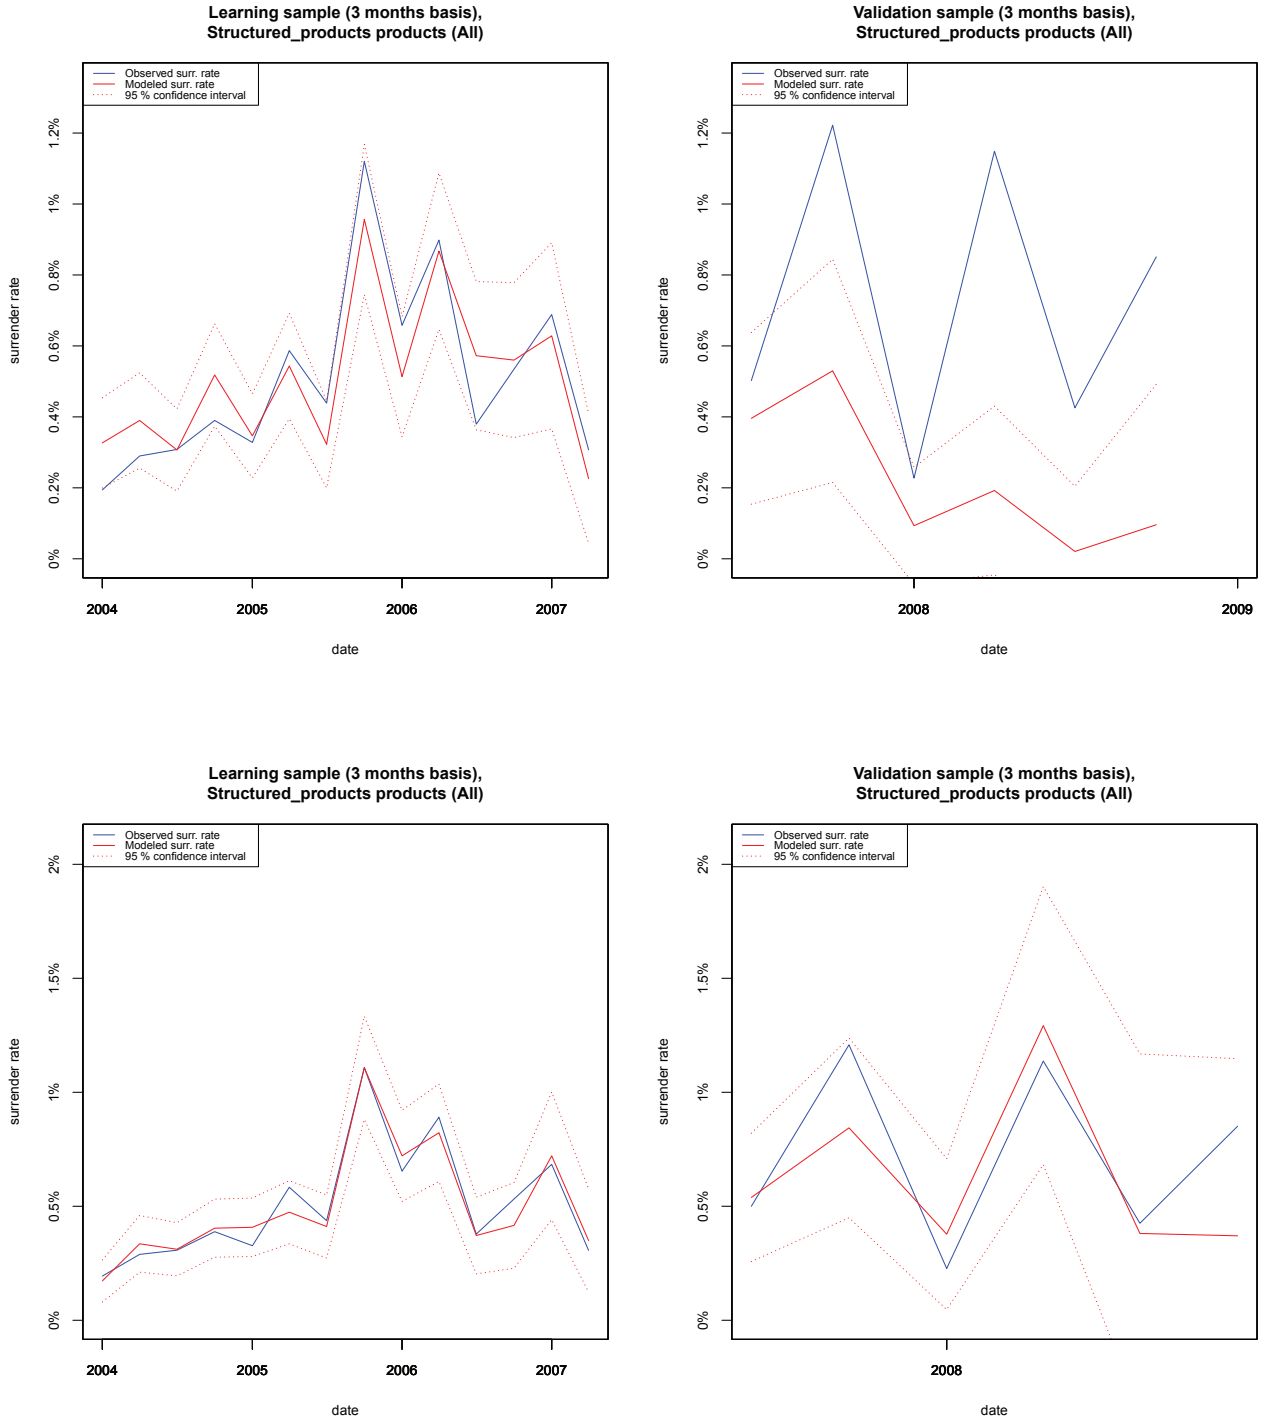 Learning sample (3 months basis),
Structured_products products (All)
Observed surr. rate
Modeled surr. rate
95 % confidence interval
surrender rate
0%
0.2%
0.4%
0.6%
0.8%
1%
1.2%
2004
2005
2006
2007
date
Validation sample (3 months basis),
Structured_products products (All)
Observed surr. rate
Modeled surr. rate
95 % confidence interval
surrender rate
0%
0.2%
0.4%
0.6%
0.8%
1%
1.2%
2008
2009
date
Learning sample (3 months basis),
Structured_products products (All)
Observed surr. rate
Modeled surr. rate
95 % confidence interval
surrender rate
0%
0.5%
1%
1.5%
2%
2004
2005
2006
2007
date
Validation sample (3 months basis),
Structured_products products (All)
Observed surr. rate
Modeled surr. rate
95 % confidence interval
surrender rate
0%
0.5%
1%
1.5%
2%
2008
date